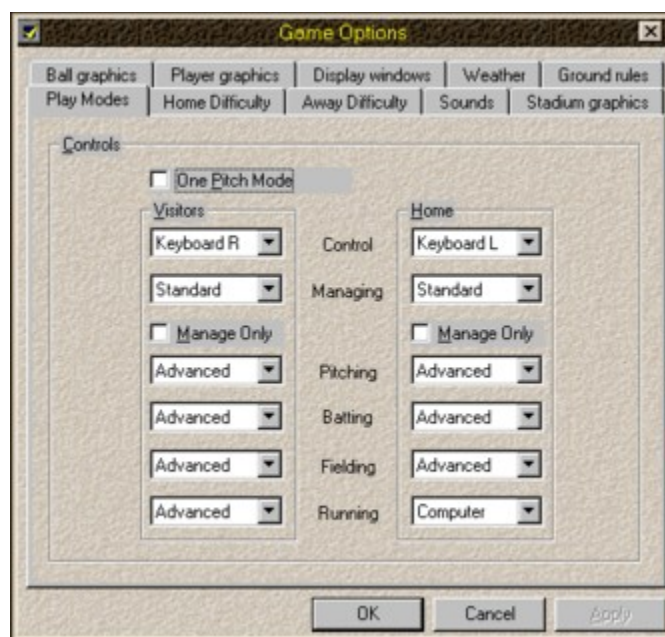 Game Options
Ball graphics Player graphics Display windows Weather Ground rules
Play Modes Home Difficulty Away Difficulty Sounds Stadium graphics
Controls
One Pitch Mode
Visitors Home
Keyboard R Control Keyboard L
Standard Managing Standard
Manage Only Manage Only
Advanced Pitching Advanced
Advanced Batting Advanced
Advanced Fielding Advanced
Advanced Running Computer
OK Cancel Apply